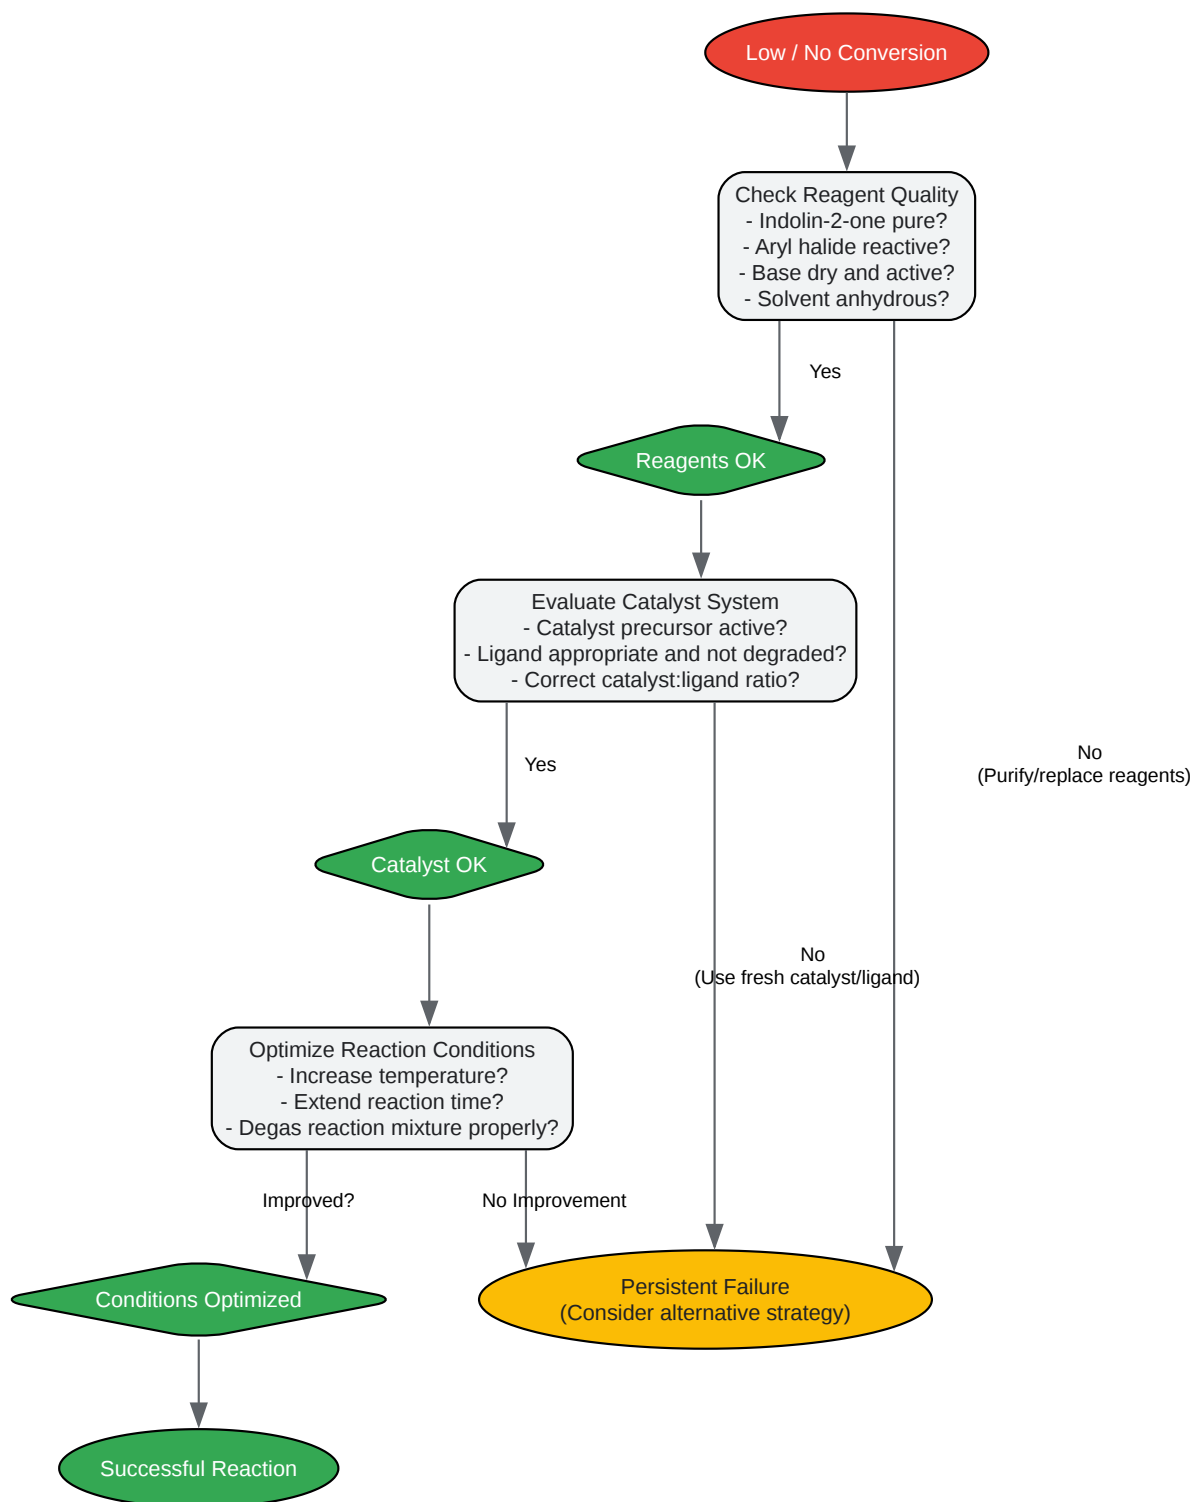 Low / No Conversion
Check Reagent Quality
- Indolin-2-one pure?
- Aryl halide reactive?
- Base dry and active?
- Solvent anhydrous?
Yes
Reagents OK
Evaluate Catalyst System
- Catalyst precursor active?
- Ligand appropriate and not degraded?
- Correct catalyst:ligand ratio?
No
(Purify/replace reagents)
Yes
Catalyst OK
No
(Use fresh catalyst/ligand)
Optimize Reaction Conditions
- Increase temperature?
- Extend reaction time?
- Degas reaction mixture properly?
Improved?
No Improvement
Conditions Optimized
Persistent Failure
(Consider alternative strategy)
Successful Reaction